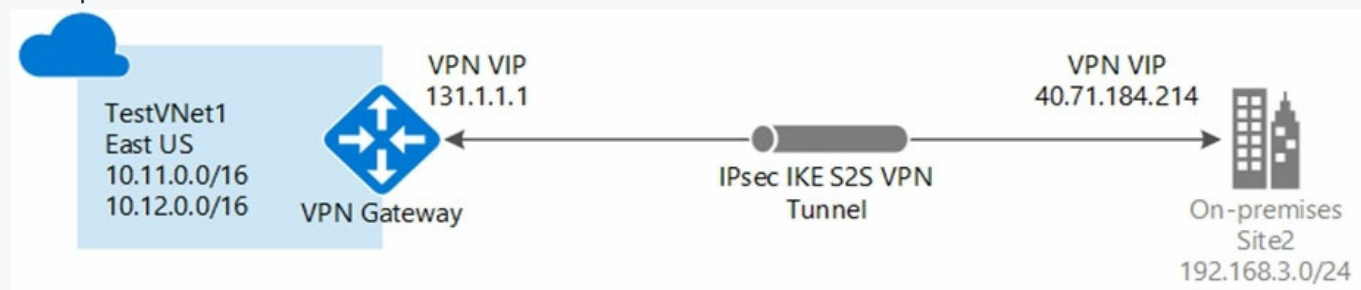 TestVNet1
East US
10.11.0.0/16
10.12.0.0/16
VPN VIP
131.1.1.1
VPN Gateway
IPsec IKE S2S VPN
Tunnel
VPN VIP
40.71.184.214
On-premises
Site2
192.168.3.0/24